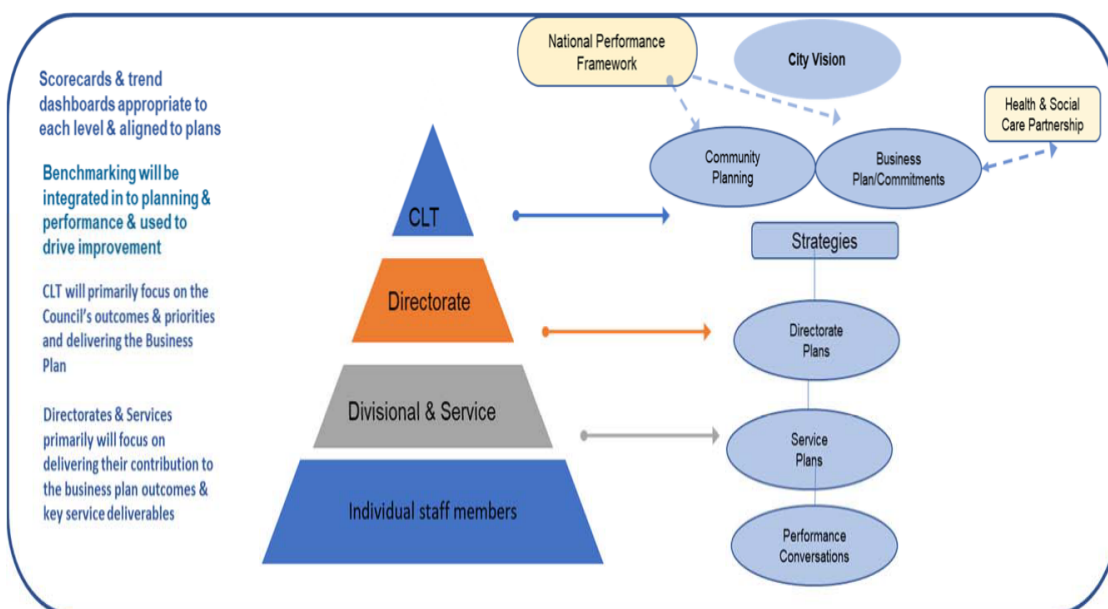 Scorecards & trend
dashboards appropriate to
each level & aligned to plans
Benchmarking will be
integrated in to planning &
performance & used to
drive improvement
CLT will primarily focus on the
Council's outcomes & priorities
and delivering the Business
Plan
Directorates & Services
primarily will focus on
delivering their contribution to
the business plan outcomes &
key service deliverables
CLT
Directorate
Divisional & Service
Individual staff members
National Performance
Framework
City Vision
Health & Social
Care Partnership
Community
Planning
Business
Plan/Commitments
Strategies
Directorate
Plans
Service
Plans
Performance
Conversations